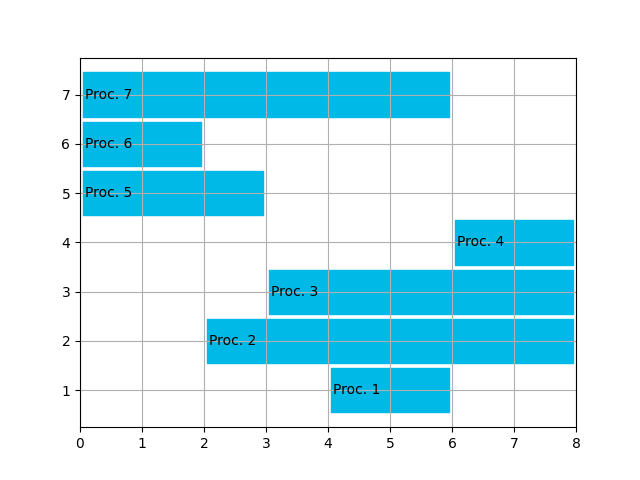 7
Proc. 7
6
Proc. 6
5
Proc. 5
4
Proc. 4
3
Proc. 3
2
Proc. 2
1
Proc. 1
0 1 2 3 4 5 6 7 8